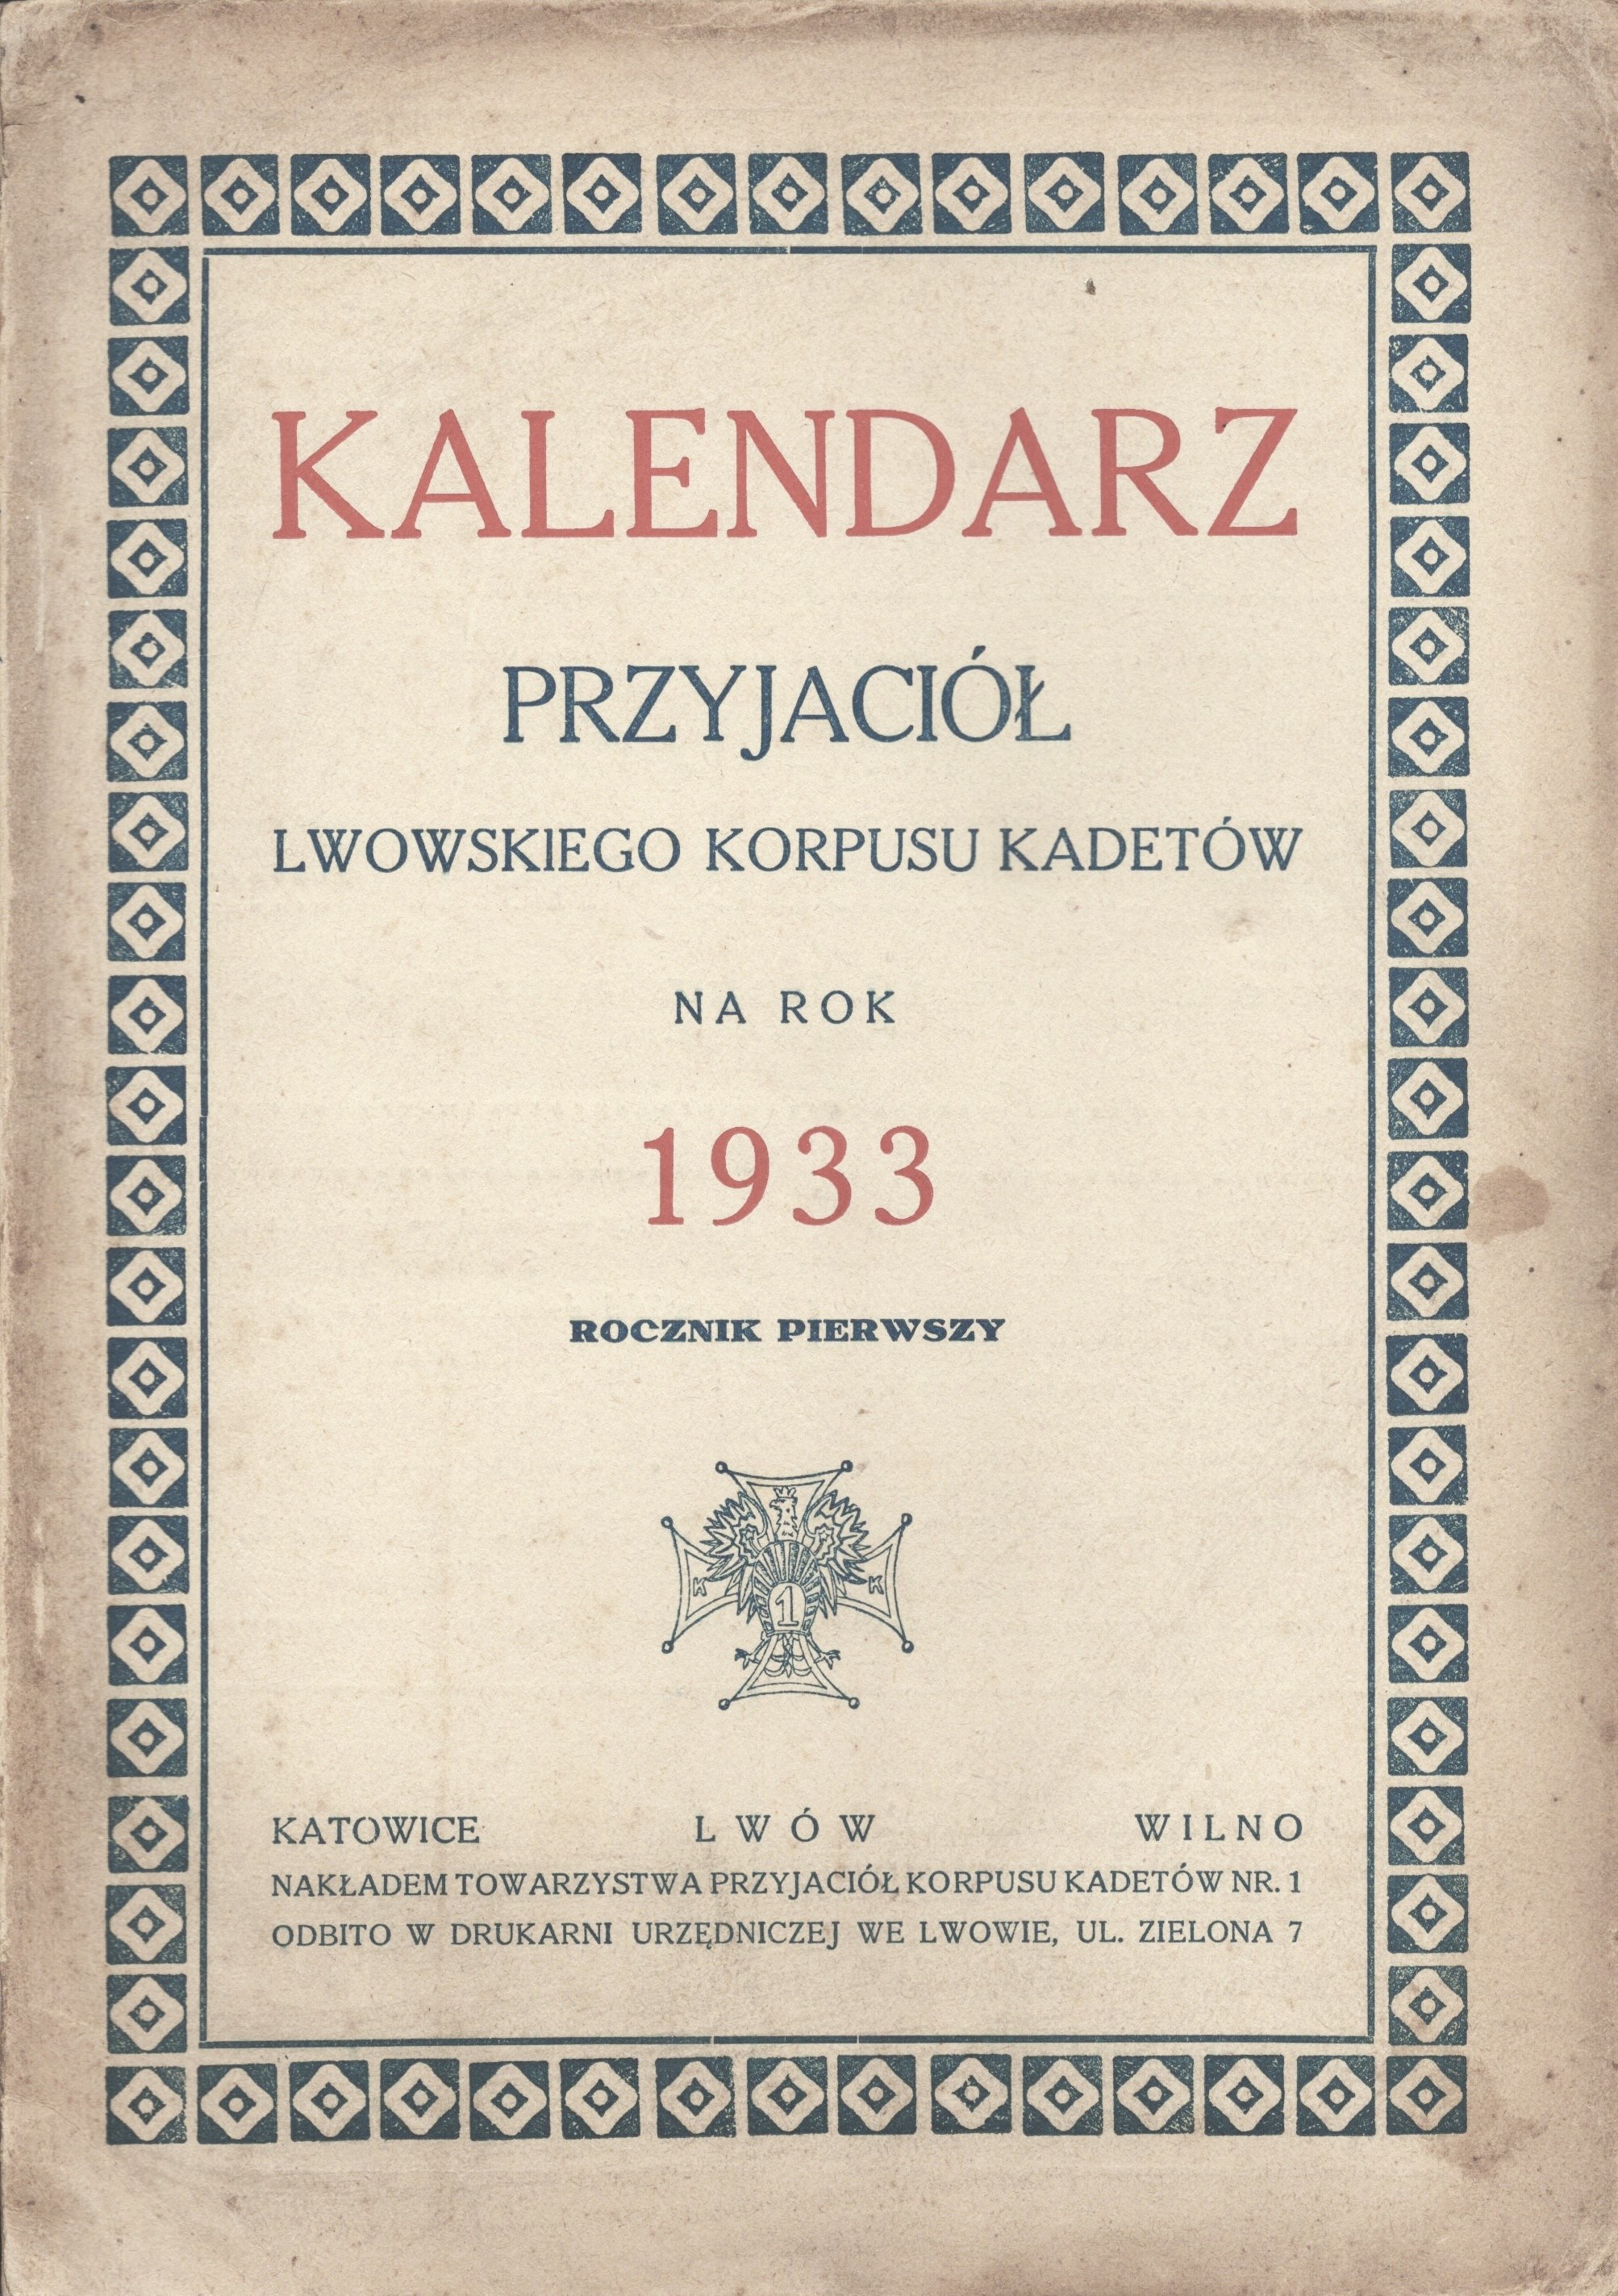 KALENDARZ
PRZYJACIÓŁ
LWOWSKIEGO KORPUSU KADETÓW
NA ROK
1933
ROCZNIK PIERWSZY
K 1 K
KATOWICE LWÓW WILNO
NAKŁADEM TOWARZYSTWA PRZYJACIÓŁ KORPUSU KADETÓW NR. 1
ODBITO W DRUKARNI URZĘDNICZEJ WE LWOWIE, UL. ZIELONA 7